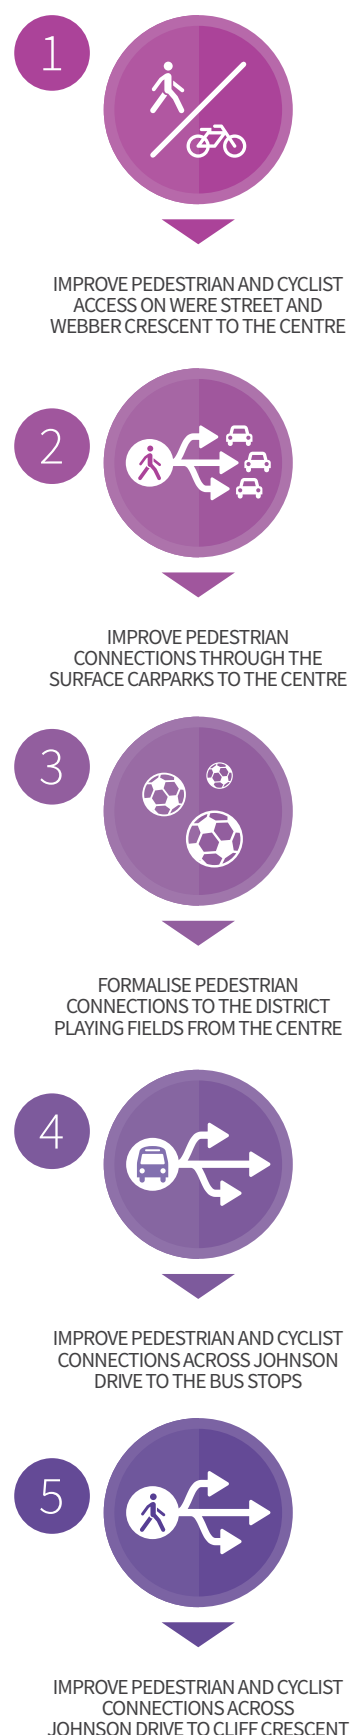 1
IMPROVE PEDESTRIAN AND CYCLIST
ACCESS ON WERE STREET AND
WEBBER CRESCENT TO THE CENTRE
2
IMPROVE PEDESTRIAN
CONNECTIONS THROUGH THE
SURFACE CARPARKS TO THE CENTRE
3
FORMALISE PEDESTRIAN
CONNECTIONS TO THE DISTRICT
PLAYING FIELDS FROM THE CENTRE
4
IMPROVE PEDESTRIAN AND CYCLIST
CONNECTIONS ACROSS JOHNSON
DRIVE TO THE BUS STOPS
5
IMPROVE PEDESTRIAN AND CYCLIST
CONNECTIONS ACROSS
JOHNSON DRIVE TO CLIFF CRESCENT